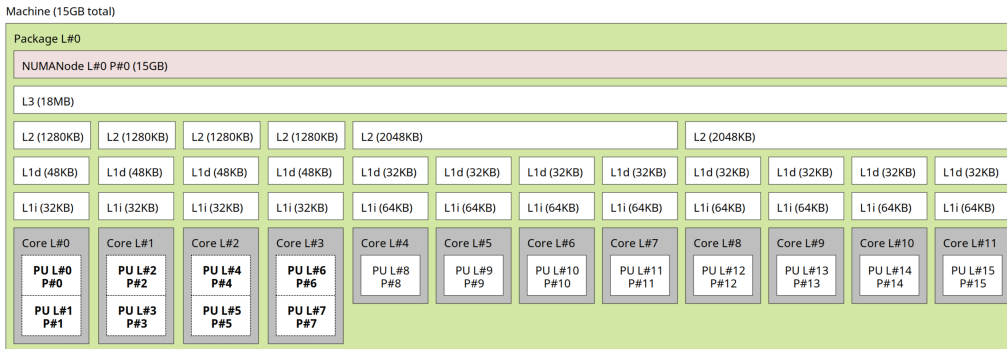 Machine (15GB total)
Package L#0
NUMANode L#0 P#0 (15GB)
L3 (18MB)
L2 (1280KB) L2 (1280KB) L2 (1280KB) L2 (1280KB) L2 (2048KB) L2 (2048KB)
L1d (48KB) L1d (48KB) L1d (48KB) L1d (48KB) L1d (32KB) L1d (32KB) L1d (32KB) L1d (32KB) L1d (32KB) L1d (32KB) L1d (32KB) L1d (32KB)
L1i (32KB) L1i (32KB) L1i (32KB) L1i (32KB) L1i (64KB) L1i (64KB) L1i (64KB) L1i (64KB) L1i (64KB) L1i (64KB) L1i (64KB) L1i (64KB)
Core L#0 Core L#1 Core L#2 Core L#3 Core L#4 Core L#5 Core L#6 Core L#7 Core L#8 Core L#9 Core L#10 Core L#11
PU L#0 PU L#2 PU L#4 PU L#6 PU L#8 PU L#9 PU L#10 PU L#11 PU L#12 PU L#13 PU L#14 PU L#15
P#0 P#2 P#4 P#6 P#8 P#9 P#10 P#11 P#12 P#13 P#14 P#15
PU L#1 PU L#3 PU L#5 PU L#7
P#1 P#3 P#5 P#7